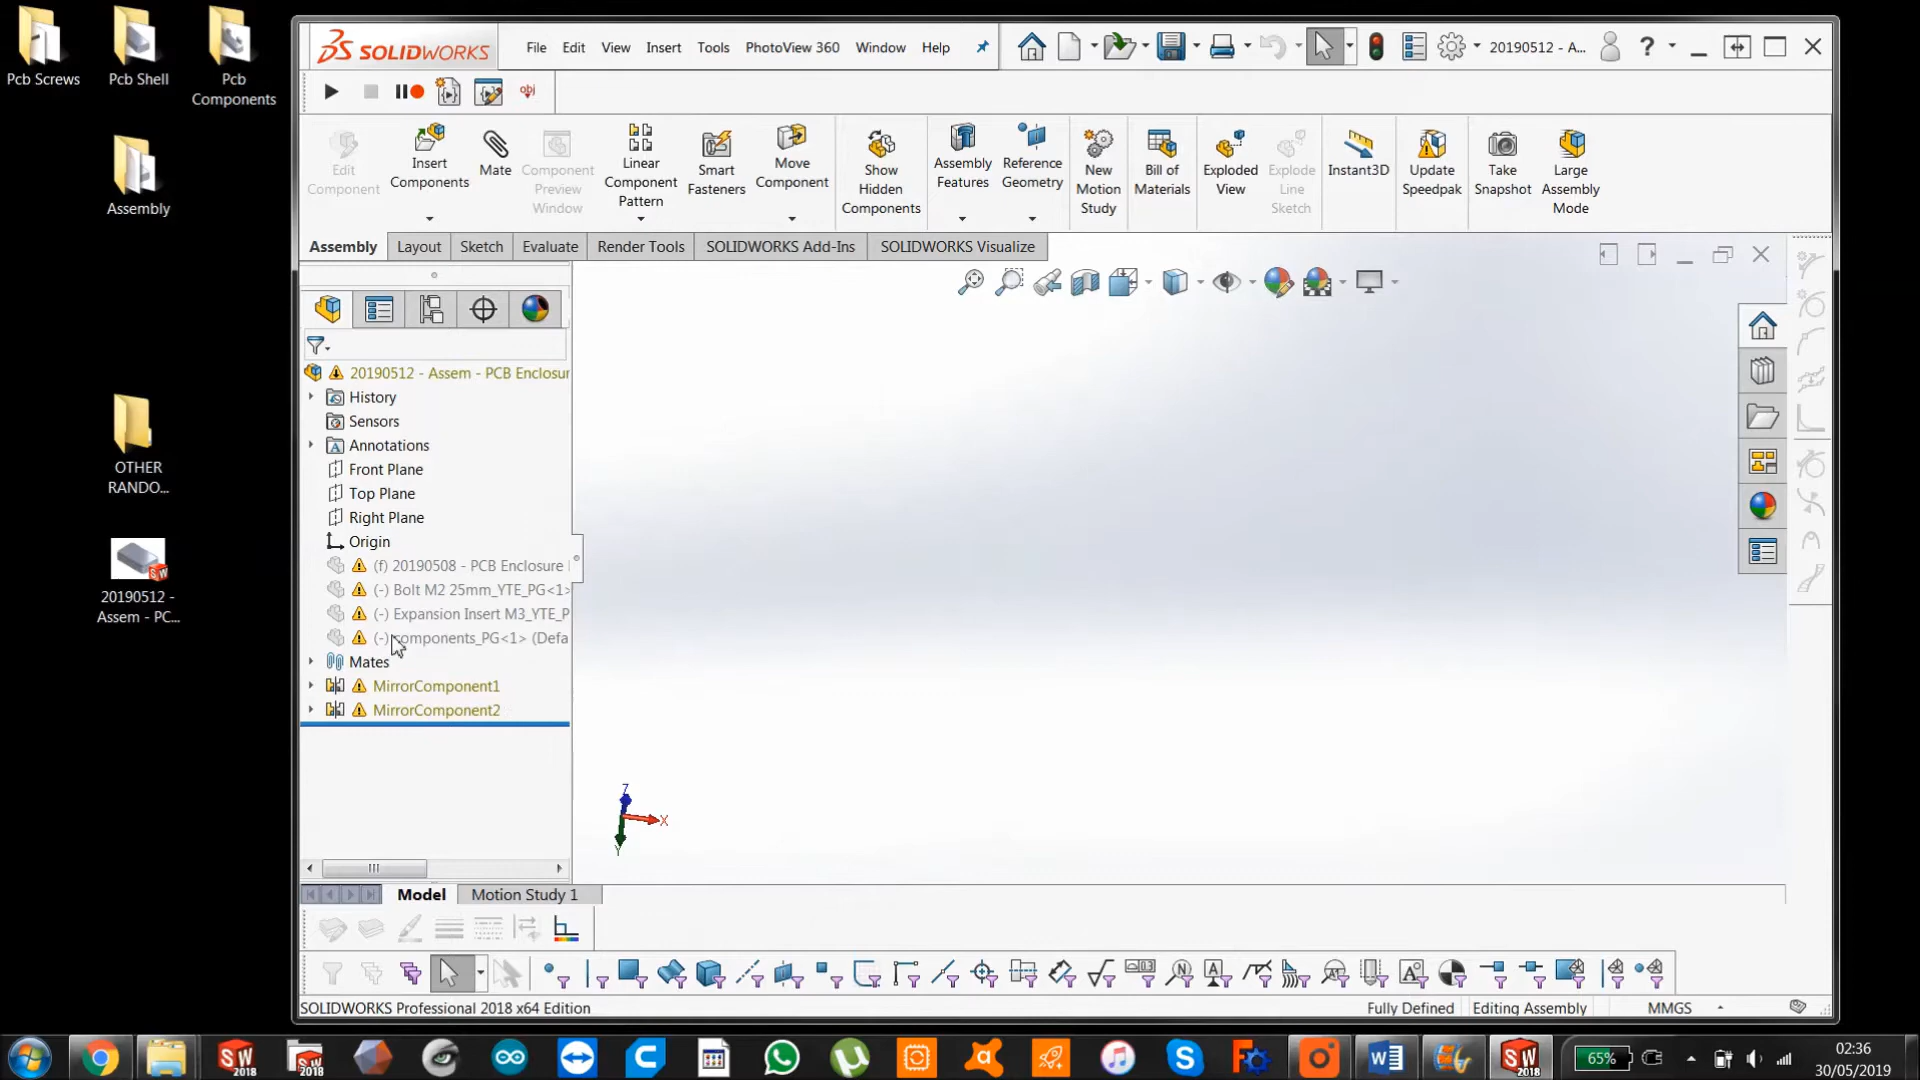 Pcb Screws
Pcb Shell
Pcb
Components
Assembly
OTHER
RANDO...
20190512 -
Assem - PC...
SOLIDWORKS
File
Edit
View
Insert
Tools
PhotoView 360
Window
Help
20190512 - A...
?
obj
Edit
Component
Insert
Components
Mate
Component
Preview
Window
Linear
Component
Pattern
Smart
Fasteners
Move
Component
Show
Hidden
Components
Assembly
Features
Reference
Geometry
New
Motion
Study
Bill of
Materials
Exploded
View
Explode
Line
Sketch
Instant3D
Update
Speedpak
Take
Snapshot
Large
Assembly
Mode
Assembly
Layout
Sketch
Evaluate
Render Tools
SOLIDWORKS Add-Ins
SOLIDWORKS Visualize
20190512 - Assem - PCB Enclosur
History
Sensors
Annotations
Front Plane
Top Plane
Right Plane
Origin
(f) 20190508 - PCB Enclosure
(-) Bolt M2 25mm_YTE_PG<1>
(-) Expansion Insert M3_YTE_P
(-) components_PG<1> (Defa
Mates
MirrorComponent1
MirrorComponent2
Z
X
Y
Model
Motion Study 1
SOLIDWORKS Professional 2018 x64 Edition
Fully Defined
Editing Assembly
MMGS
SW
2018
2018
SW
2018
65%
02:36
30/05/2019